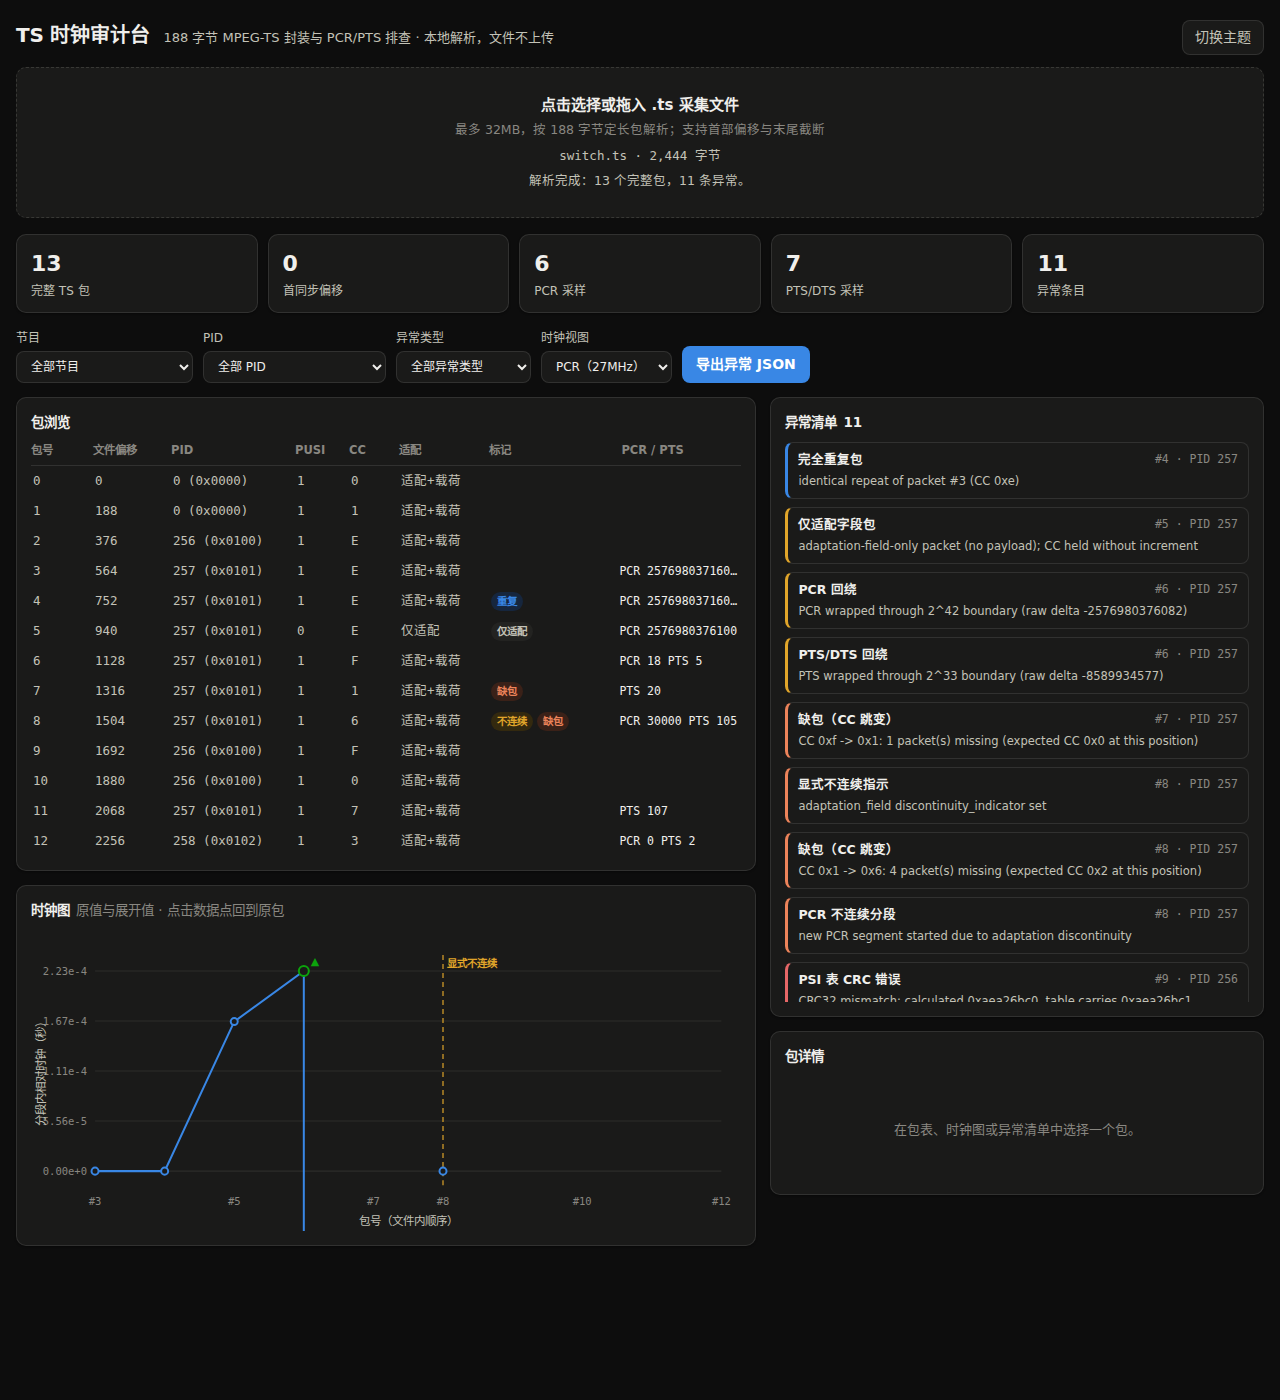 TS 时钟审计台 188 字节 MPEG-TS 封装与 PCR/PTS 排查 · 本地解析，文件不上传
切换主题
点击选择或拖入 .ts 采集文件
最多 32MB，按 188 字节定长包解析；支持首部偏移与末尾截断
switch.ts · 2,444 字节
解析完成：13 个完整包，11 条异常。
13
完整 TS 包
0
首同步偏移
6
PCR 采样
7
PTS/DTS 采样
11
异常条目
节目 PID 异常类型 时钟视图
全部节目 全部 PID 全部异常类型 PCR（27MHz） 导出异常 JSON
包浏览
包号 文件偏移 PID PUSI CC 适配 标记 PCR / PTS
0 0 0 (0x0000) 1 0 适配+载荷
1 188 0 (0x0000) 1 1 适配+载荷
2 376 256 (0x0100) 1 E 适配+载荷
3 564 257 (0x0101) 1 E 适配+载荷 PCR 257698037160…
4 752 257 (0x0101) 1 E 适配+载荷 重复 PCR 257698037160…
5 940 257 (0x0101) 0 E 仅适配 仅适配 PCR 2576980376100
6 1128 257 (0x0101) 1 F 适配+载荷 PCR 18 PTS 5
7 1316 257 (0x0101) 1 1 适配+载荷 缺包 PTS 20
8 1504 257 (0x0101) 1 6 适配+载荷 不连续 缺包 PCR 30000 PTS 105
9 1692 256 (0x0100) 1 F 适配+载荷
10 1880 256 (0x0100) 1 0 适配+载荷
11 2068 257 (0x0101) 1 7 适配+载荷 PTS 107
12 2256 258 (0x0102) 1 3 适配+载荷 PCR 0 PTS 2
时钟图 原值与展开值 · 点击数据点回到原包
显式不连续
2.23e-4
1.67e-4
1.11e-4
5.56e-5
0.00e+0
分段内相对时钟（秒）
#3 #5 #7 #8 #10 #12
包号（文件内顺序）
异常清单 11
完全重复包 #4 · PID 257
identical repeat of packet #3 (CC 0xe)
仅适配字段包 #5 · PID 257
adaptation-field-only packet (no payload); CC held without increment
PCR 回绕 #6 · PID 257
PCR wrapped through 2^42 boundary (raw delta -2576980376082)
PTS/DTS 回绕 #6 · PID 257
PTS wrapped through 2^33 boundary (raw delta -8589934577)
缺包（CC 跳变） #7 · PID 257
CC 0xf -> 0x1: 1 packet(s) missing (expected CC 0x0 at this position)
显式不连续指示 #8 · PID 257
adaptation_field discontinuity_indicator set
缺包（CC 跳变） #8 · PID 257
CC 0x1 -> 0x6: 4 packet(s) missing (expected CC 0x2 at this position)
PCR 不连续分段 #8 · PID 257
new PCR segment started due to adaptation discontinuity
PSI 表 CRC 错误 #9 · PID 256
CRC32 mismatch: calculated 0xaea26bc0, table carries 0xaea26bc1
包详情
在包表、时钟图或异常清单中选择一个包。